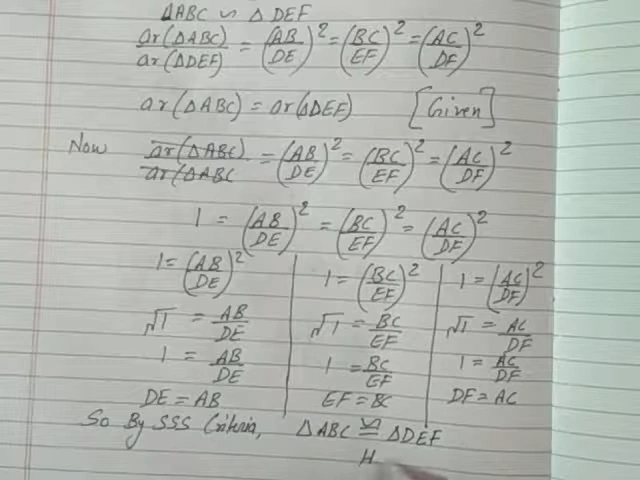 ΔABC ∽ Δ DEF
ar(ΔABC)/ar(ΔDEF) = (AB/DE)² = (BC/EF)² = (AC/DF)²
ar(ΔABC) = ar(ΔDEF) [Given]
Now ar(ΔABC)/ar(ΔABC = (AB/DE)² = (BC/EF)² = (AC/DF)²
1 = (AB/DE)² = (BC/EF)² = (AC/DF)²
1 = (AB/DE)² | 1 = (BC/EF)² | 1 = (AC/DF)²
√1 = AB/DE | √1 = BC/EF | √1 = AC/DF
1 = AB/DE | 1 = BC/EF | 1 = AC/DF
DE = AB | EF = BC | DF = AC
So By SSS Criteria, ΔABC ≅ ΔDEF
H